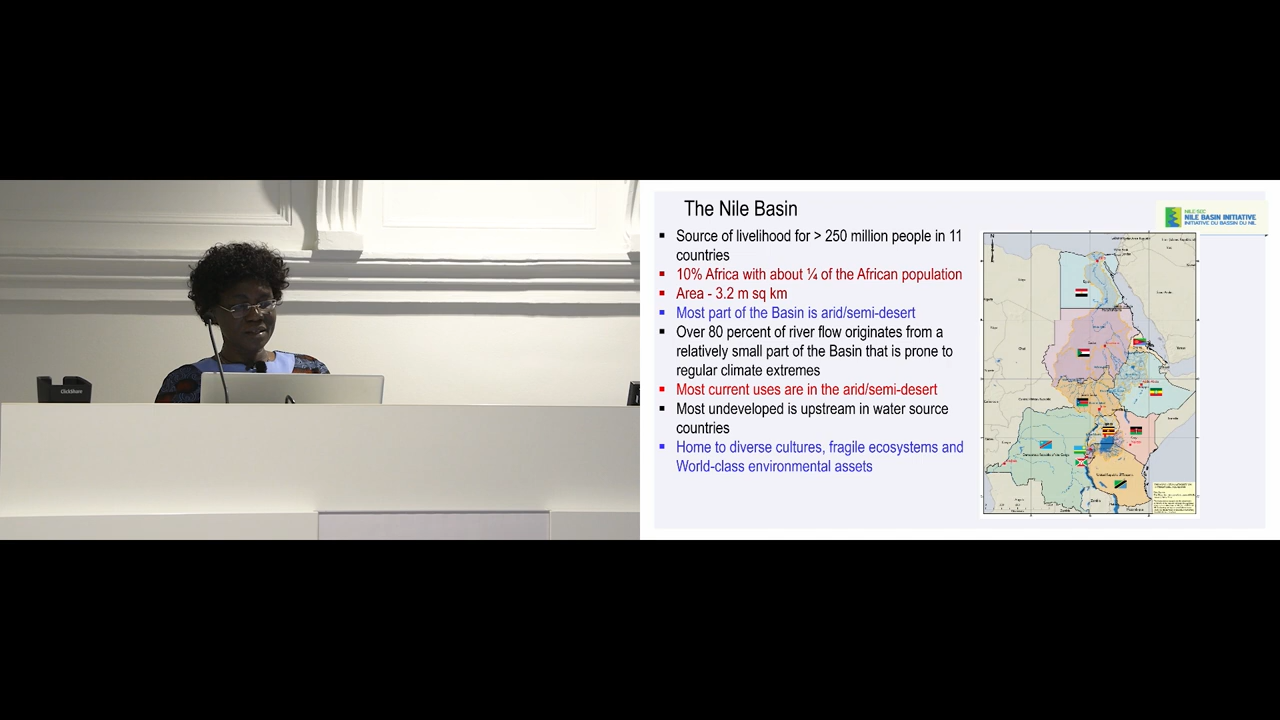 ClickShare
The Nile Basin
NILE SEC
NILE BASIN INITIATIVE
INITIATIVE DU BASSIN DU NIL
Source of livelihood for > 250 million people in 11
countries
10% Africa with about ¼ of the African population
Area - 3.2 m sq km
Most part of the Basin is arid/semi-desert
Over 80 percent of river flow originates from a
relatively small part of the Basin that is prone to
regular climate extremes
Most current uses are in the arid/semi-desert
Most undeveloped is upstream in water source
countries
Home to diverse cultures, fragile ecosystems and
World-class environmental assets